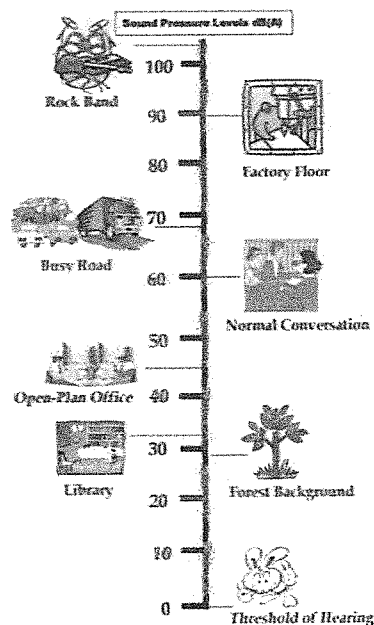 Sound Pressure Levels dB(A)
100
Rock Band
90
Factory Floor
80
70
Busy Road
60
Normal Conversation
50
Open-Plan Office
40
30
Library
Forest Background
20
10
0
Threshold of Hearing